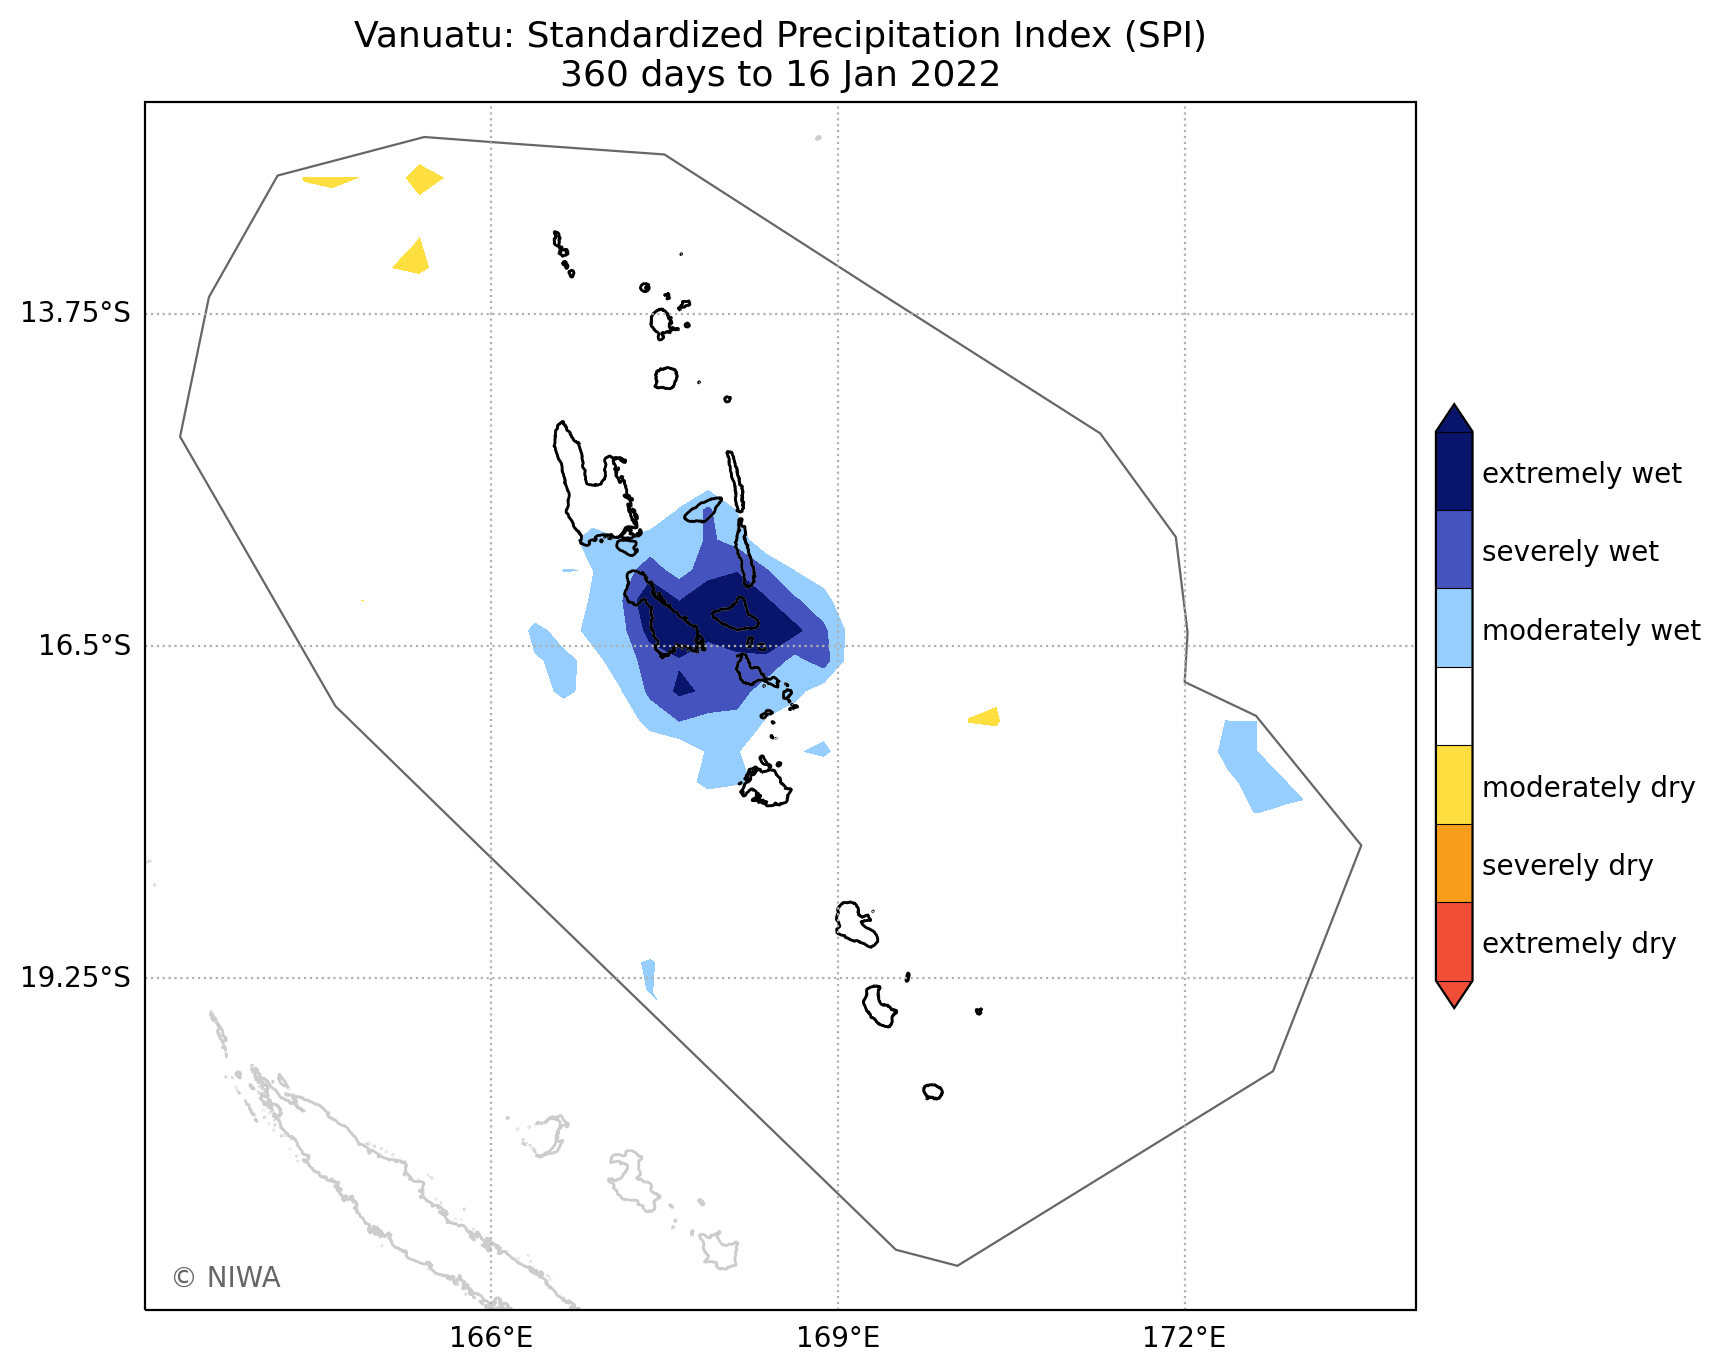 Vanuatu: Standardized Precipitation Index (SPI)
360 days to 16 Jan 2022
13.75°S
16.5°S
19.25°S
166°E
169°E
172°E
extremely wet
severely wet
moderately wet
moderately dry
severely dry
extremely dry
© NIWA